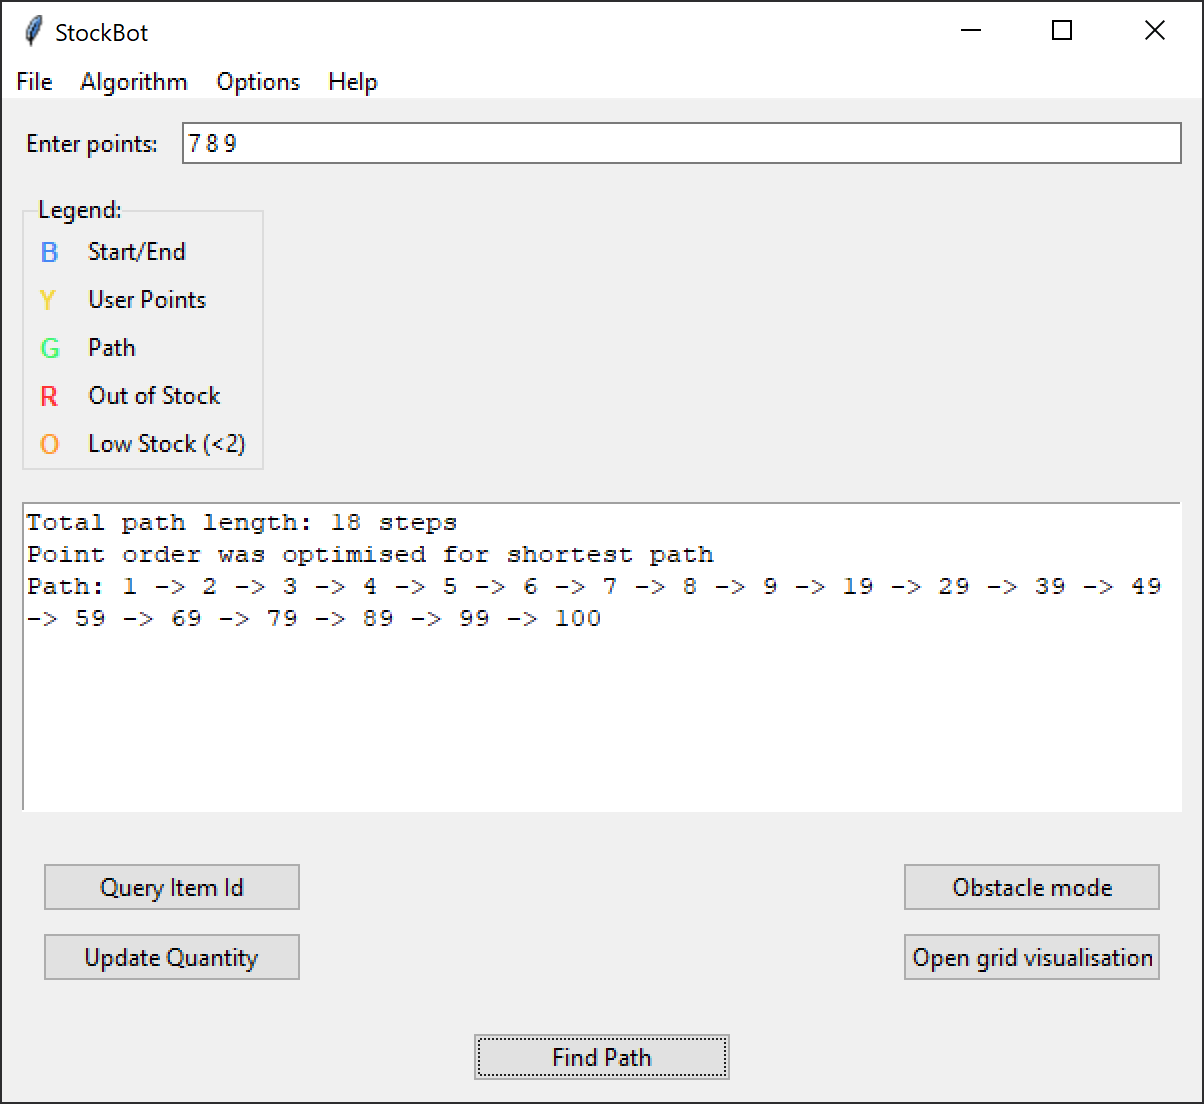 StockBot
File Algorithm Options Help
Enter points: 7 8 9
Legend:
B Start/End
Y User Points
G Path
R Out of Stock
O Low Stock (<2)
Total path length: 18 steps
Point order was optimised for shortest path
Path: 1 -> 2 -> 3 -> 4 -> 5 -> 6 -> 7 -> 8 -> 9 -> 19 -> 29 -> 39 -> 49
-> 59 -> 69 -> 79 -> 89 -> 99 -> 100
Query Item Id Obstacle mode
Update Quantity Open grid visualisation
Find Path